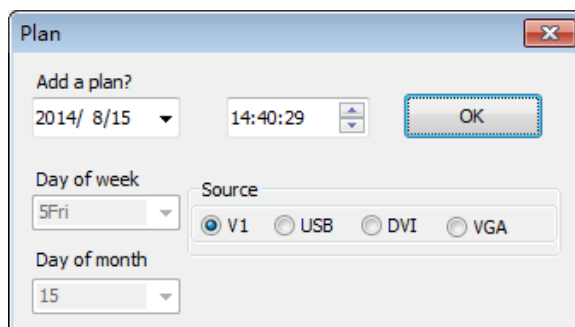 Plan
Add a plan?
2014/ 8/15 14:40:29 OK
Day of week
5Fri
Source
V1 USB DVI VGA
Day of month
15